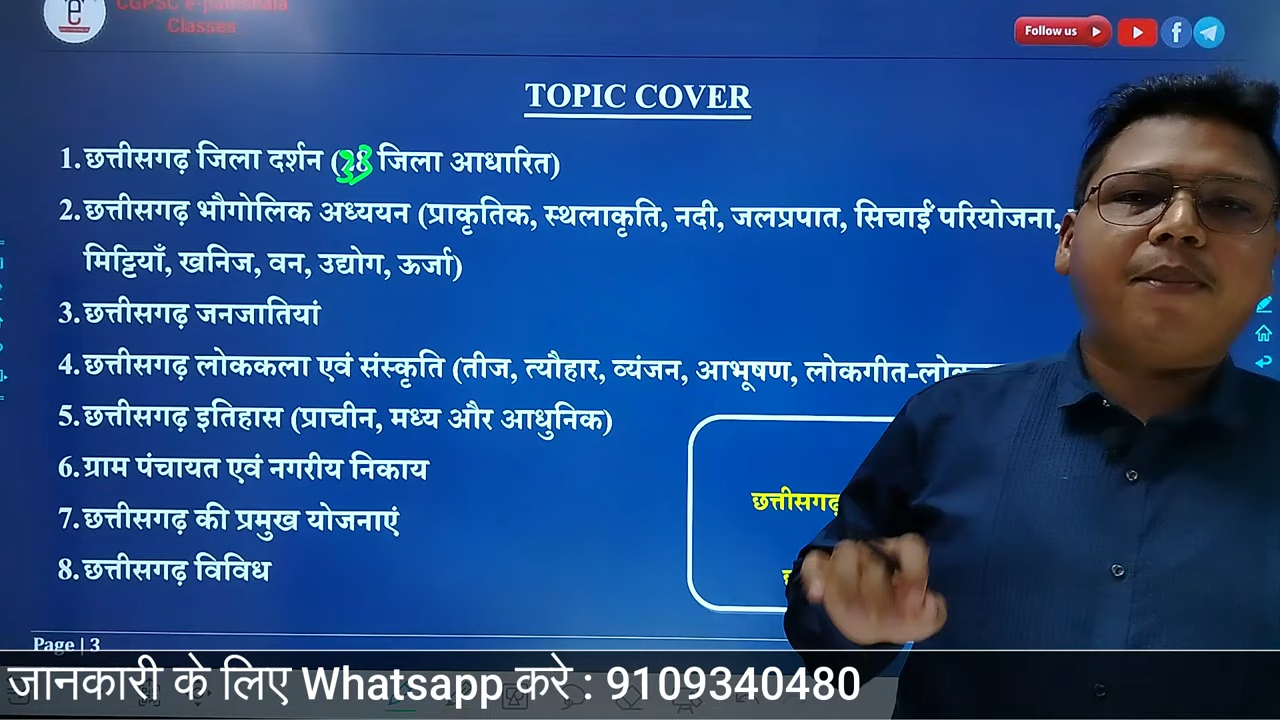 CGPSC e-pathshala
Classes
Follow us
TOPIC COVER
1. छत्तीसगढ़ जिला दर्शन (33 जिला आधारित)
2. छत्तीसगढ़ भौगोलिक अध्ययन (प्राकृतिक, स्थलाकृति, नदी, जलप्रपात, सिचाईं परियोजना,
मिट्टियाँ, खनिज, वन, उद्योग, ऊर्जा)
3. छत्तीसगढ़ जनजातियां
4. छत्तीसगढ़ लोककला एवं संस्कृति (तीज, त्यौहार, व्यंजन, आभूषण, लोकगीत-
5. छत्तीसगढ़ इतिहास (प्राचीन, मध्य और आधुनिक)
6. ग्राम पंचायत एवं नगरीय निकाय
7. छत्तीसगढ़ की प्रमुख योजनाएं
8. छत्तीसगढ़ विविध
छत्तीसगढ़
Page | 3
जानकारी के लिए Whatsapp करे : 9109340480